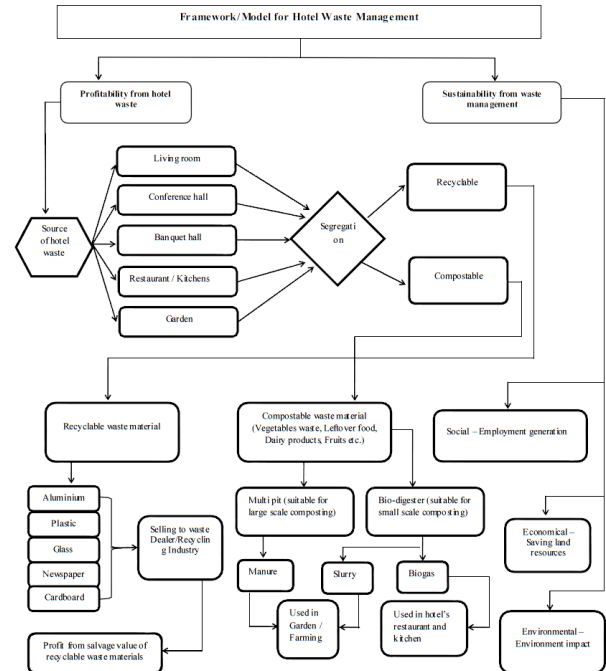 Framework/Model for Hotel Waste Management
Profitability from hotel
waste
Sustainability from waste
management
Living room
Conference hall
Banquet hall
Restaurant / Kitchens
Garden
Source
of hotel
waste
Segregati
on
Recyclable
Compostable
Recyclable waste material
Compostable waste material
(Vegetables waste, Leftover food,
Dairy products, Fruits etc.)
Social – Employment generation
Aluminium
Plastic
Glass
Newspaper
Cardboard
Selling to waste
Dealer/Recyclin
g Industry
Multi pit (suitable for
large scale composting)
Bio-digester (suitable for
small scale composting)
Economical –
Saving land
resources
Manure
Slurry
Biogas
Used in
Garden /
Farming
Used in hotel's
restaurant and
kitchen
Environmental –
Environment impact
Profit from salvage value of
recyclable waste materials